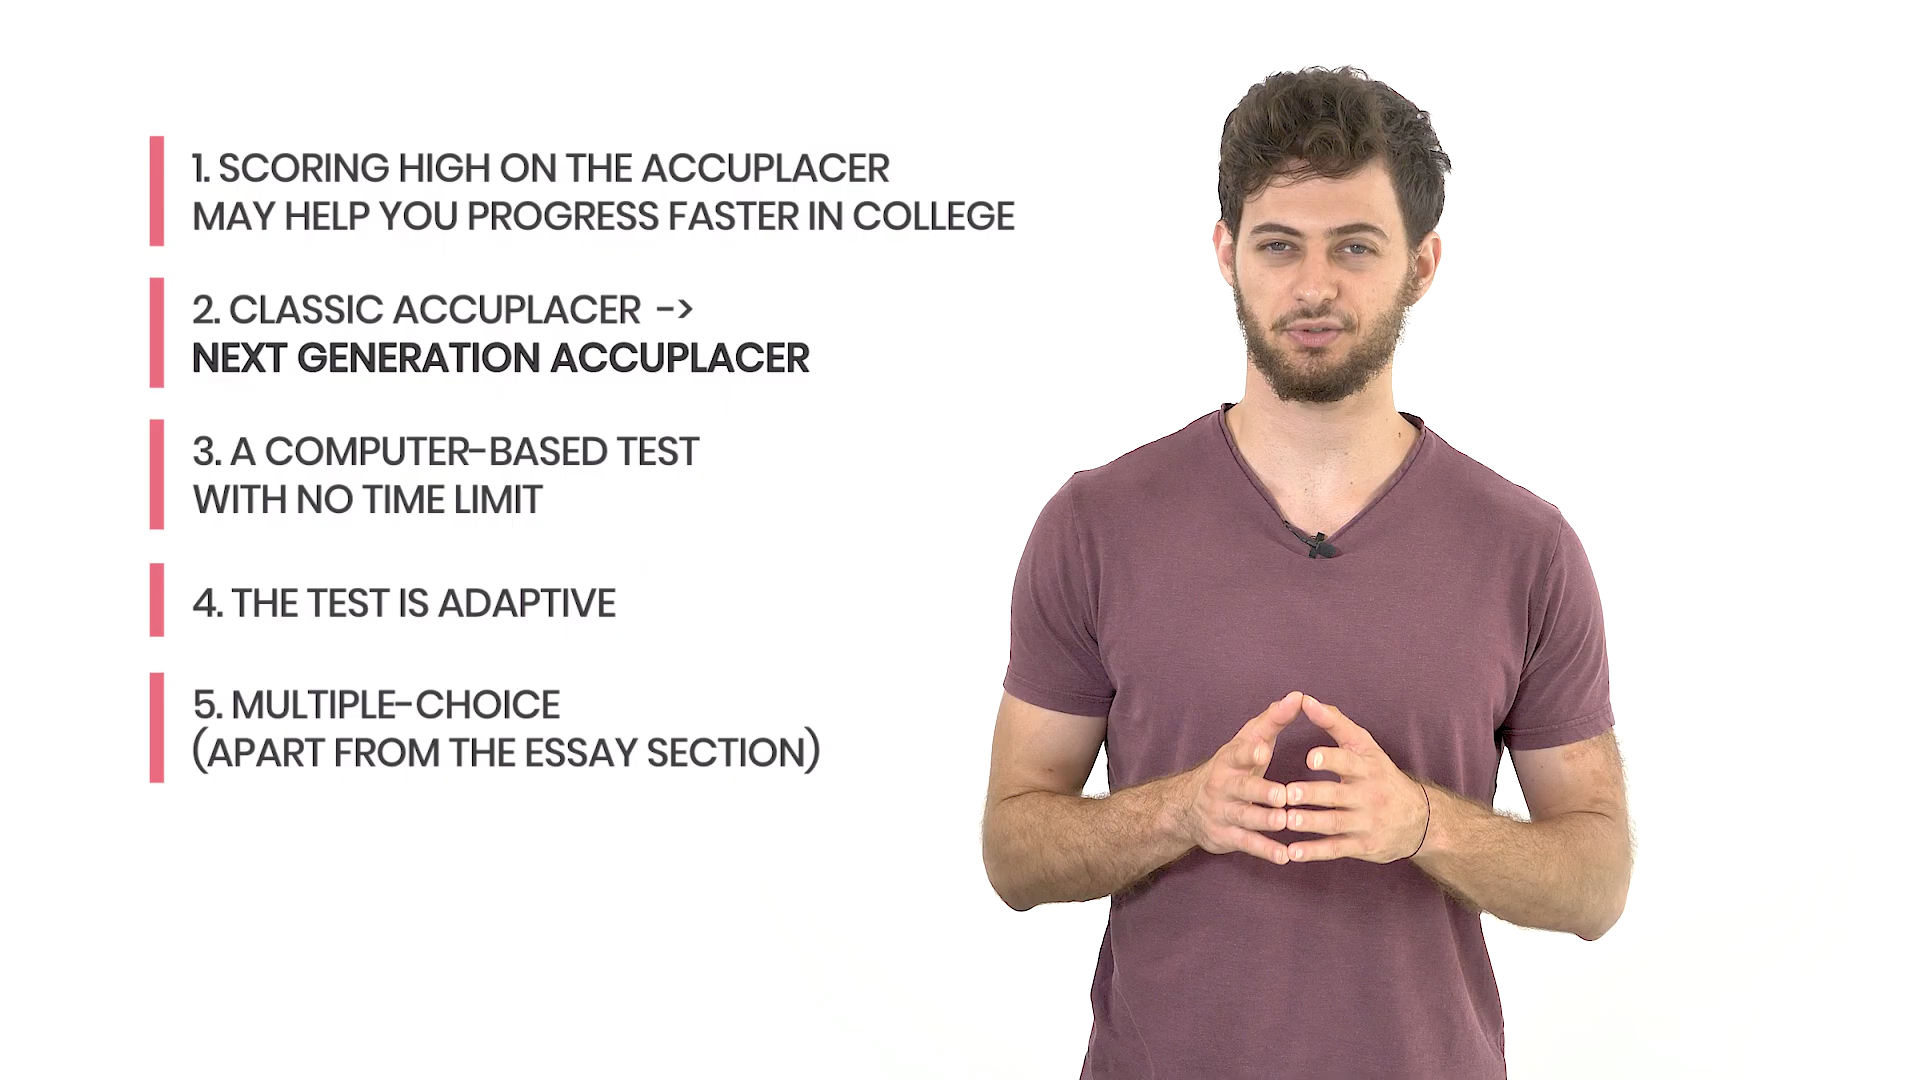 1. SCORING HIGH ON THE ACCUPLACER
MAY HELP YOU PROGRESS FASTER IN COLLEGE
2. CLASSIC ACCUPLACER ->
NEXT GENERATION ACCUPLACER
3. A COMPUTER-BASED TEST
WITH NO TIME LIMIT
4. THE TEST IS ADAPTIVE
5. MULTIPLE-CHOICE
(APART FROM THE ESSAY SECTION)